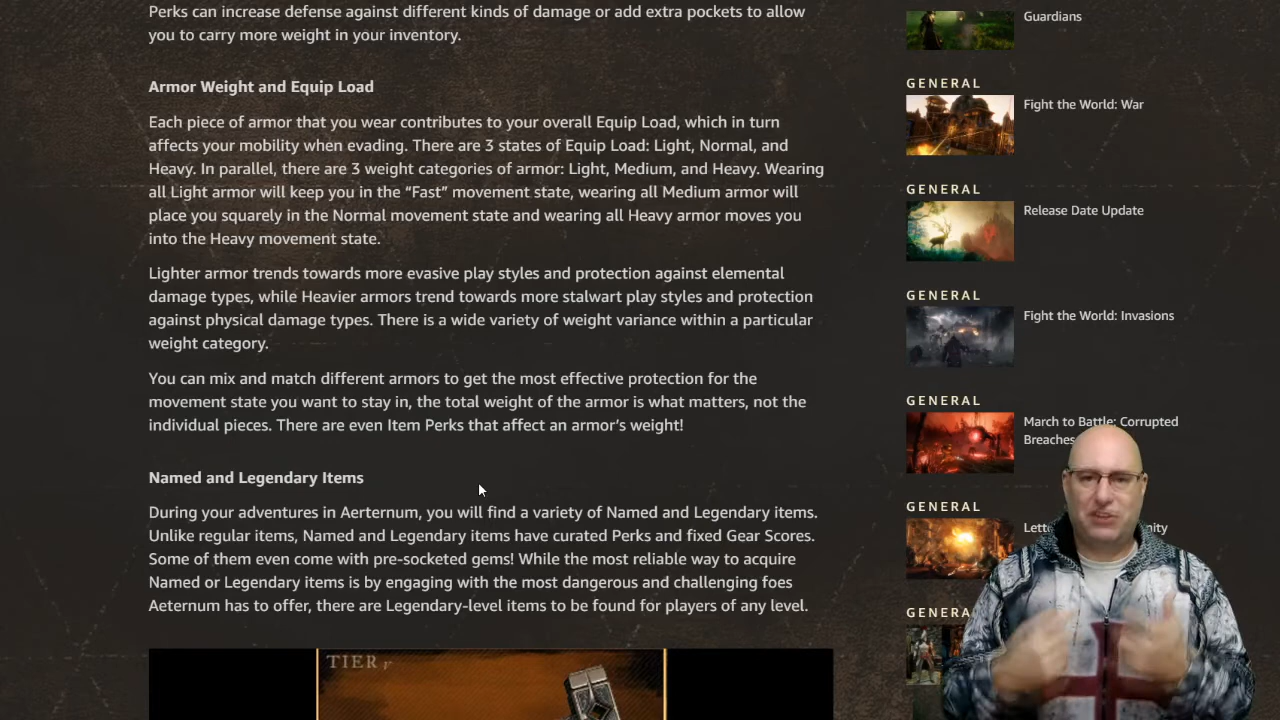 Perks can increase defense against different kinds of damage or add extra pockets to allow
you to carry more weight in your inventory.
Armor Weight and Equip Load
Each piece of armor that you wear contributes to your overall Equip Load, which in turn
affects your mobility when evading. There are 3 states of Equip Load: Light, Normal, and
Heavy. In parallel, there are 3 weight categories of armor: Light, Medium, and Heavy. Wearing
all Light armor will keep you in the “Fast” movement state, wearing all Medium armor will
place you squarely in the Normal movement state and wearing all Heavy armor moves you
into the Heavy movement state.
Lighter armor trends towards more evasive play styles and protection against elemental
damage types, while Heavier armors trend towards more stalwart play styles and protection
against physical damage types. There is a wide variety of weight variance within a particular
weight category.
You can mix and match different armors to get the most effective protection for the
movement state you want to stay in, the total weight of the armor is what matters, not the
individual pieces. There are even Item Perks that affect an armor’s weight!
Named and Legendary Items
During your adventures in Aerternum, you will find a variety of Named and Legendary items.
Unlike regular items, Named and Legendary items have curated Perks and fixed Gear Scores.
Some of them even come with pre-socketed gems! While the most reliable way to acquire
Named or Legendary items is by engaging with the most dangerous and challenging foes
Aeternum has to offer, there are Legendary-level items to be found for players of any level.
TIER
Guardians
GENERAL
Fight the World: War
GENERAL
Release Date Update
GENERAL
Fight the World: Invasions
GENERAL
March to Battle: Corrupted
Breaches
GENERAL
GENERA